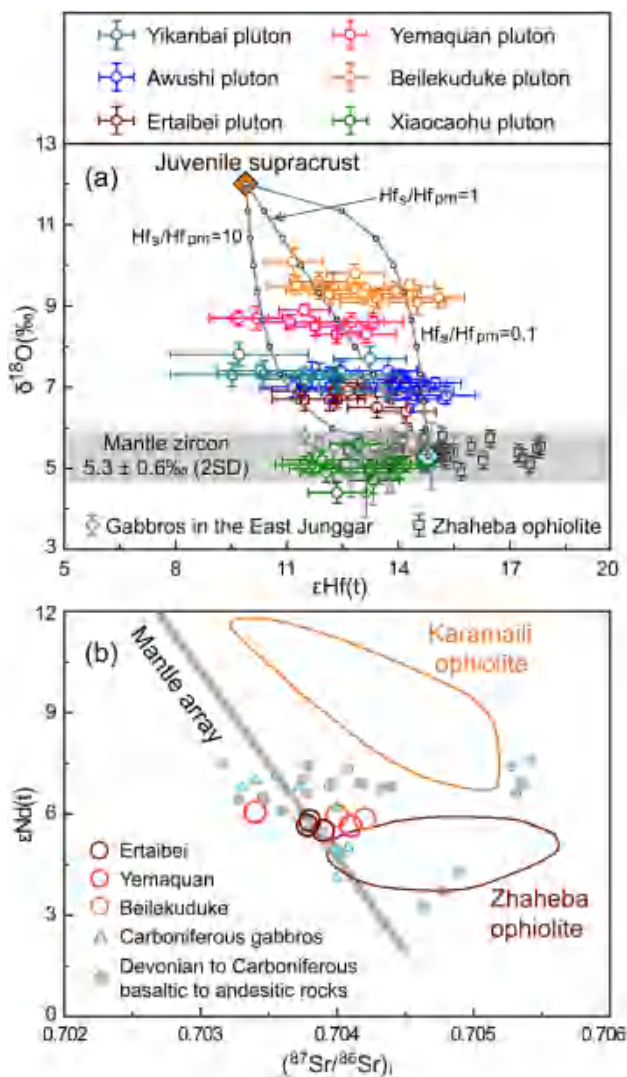 Yikanbai pluton
Yemaquan pluton
Awushi pluton
Beilekuduke pluton
Ertaibei pluton
Xiaocaohu pluton
13
(a)
Juvenile supracrust
Hfs/Hfpm=1
Hfs/Hfpm=10
11
9
δ18O(‰)
Hfs/Hfpm=0.1
7
Mantle zircon
5.3 ± 0.6‰ (2SD)
5
Gabbros in the East Junggar
Zhaheba ophiolite
3
5 8 11 14 17 20
εHf(t)
12
(b)
Karamaili
ophiolite
Mantle array
9
εNd(t)
6
Ertaibei
Yemaquan
Beilekuduke
Carboniferous gabbros
Devonian to Carboniferous
basaltic to andesitic rocks
Zhaheba
ophiolite
3
0
0.702 0.703 0.704 0.705 0.706
(87Sr/86Sr)i